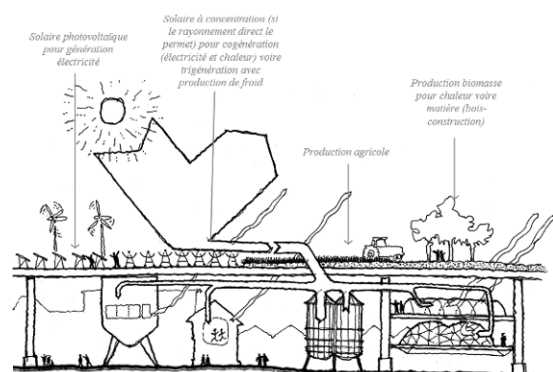 Solaire photovoltaïque
pour génération
électricité
Solaire à concentration (si
le rayonnement direct le
permet) pour cogénération
(électricité et chaleur) voire
trigénération avec
production de froid
Production agricole
Production biomasse
pour chaleur voire
matière (bois-
construction)